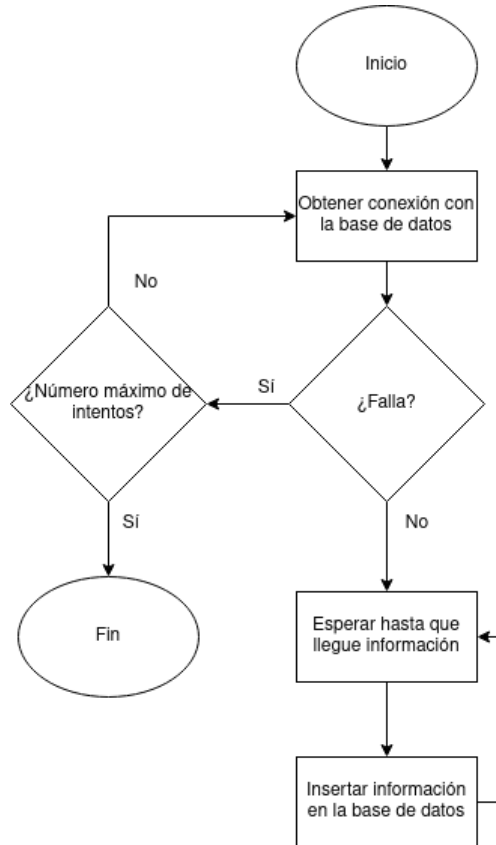 Inicio
Obtener conexión con
la base de datos
No
¿Número máximo de
intentos?
Sí
¿Falla?
Sí
No
Fin
Esperar hasta que
llegue información
Insertar información
en la base de datos